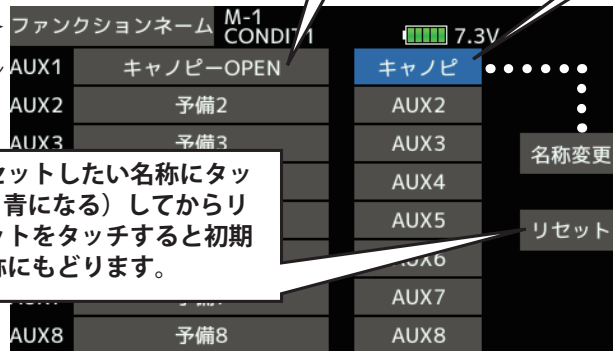 ファンクションネーム M-1 CONDIT1 7.3V
AUX1 キャノピーOPEN キャノピ
AUX2 予備2 AUX2
AUX3 予備3 AUX3
名称変更
AUX4
AUX5
リセット
AUX6
AUX7
AUX8 予備8 AUX8
セットしたい名称にタッ
青になる）してからリ
ットをタッチすると初期
称にもどります。